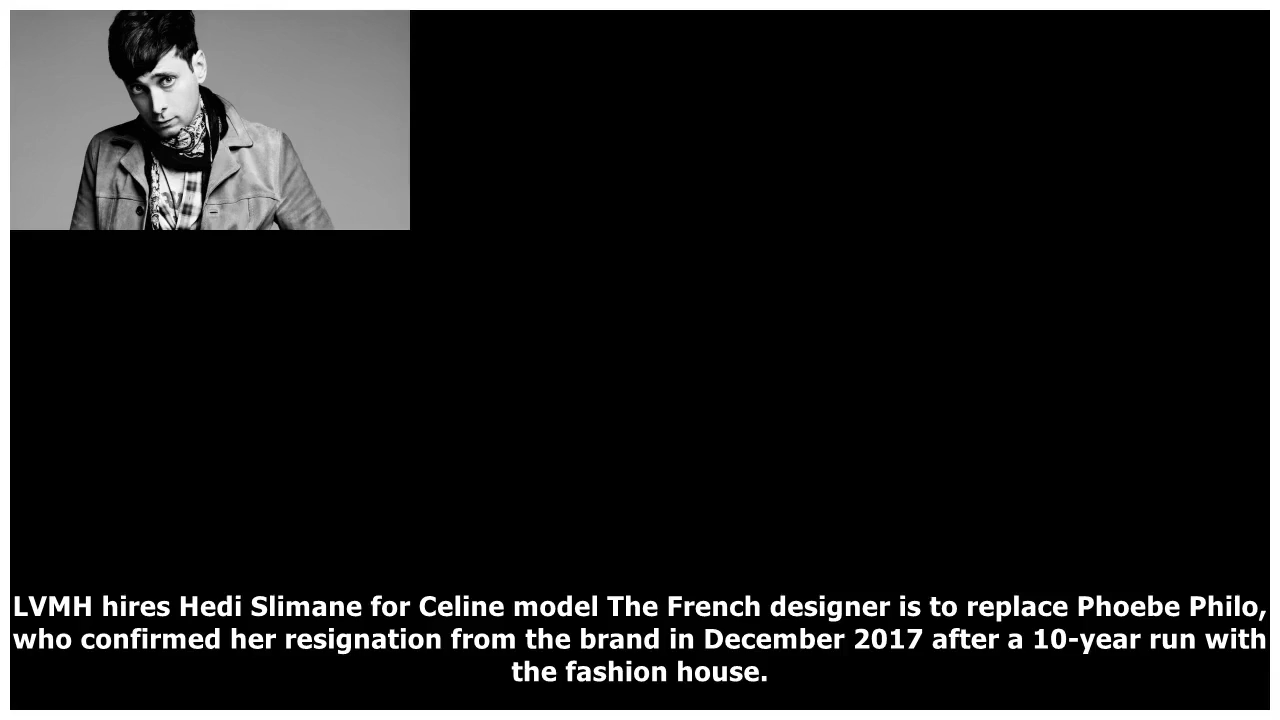 LVMH hires Hedi Slimane for Celine model The French designer is to replace Phoebe Philo,
who confirmed her resignation from the brand in December 2017 after a 10-year run with
the fashion house.